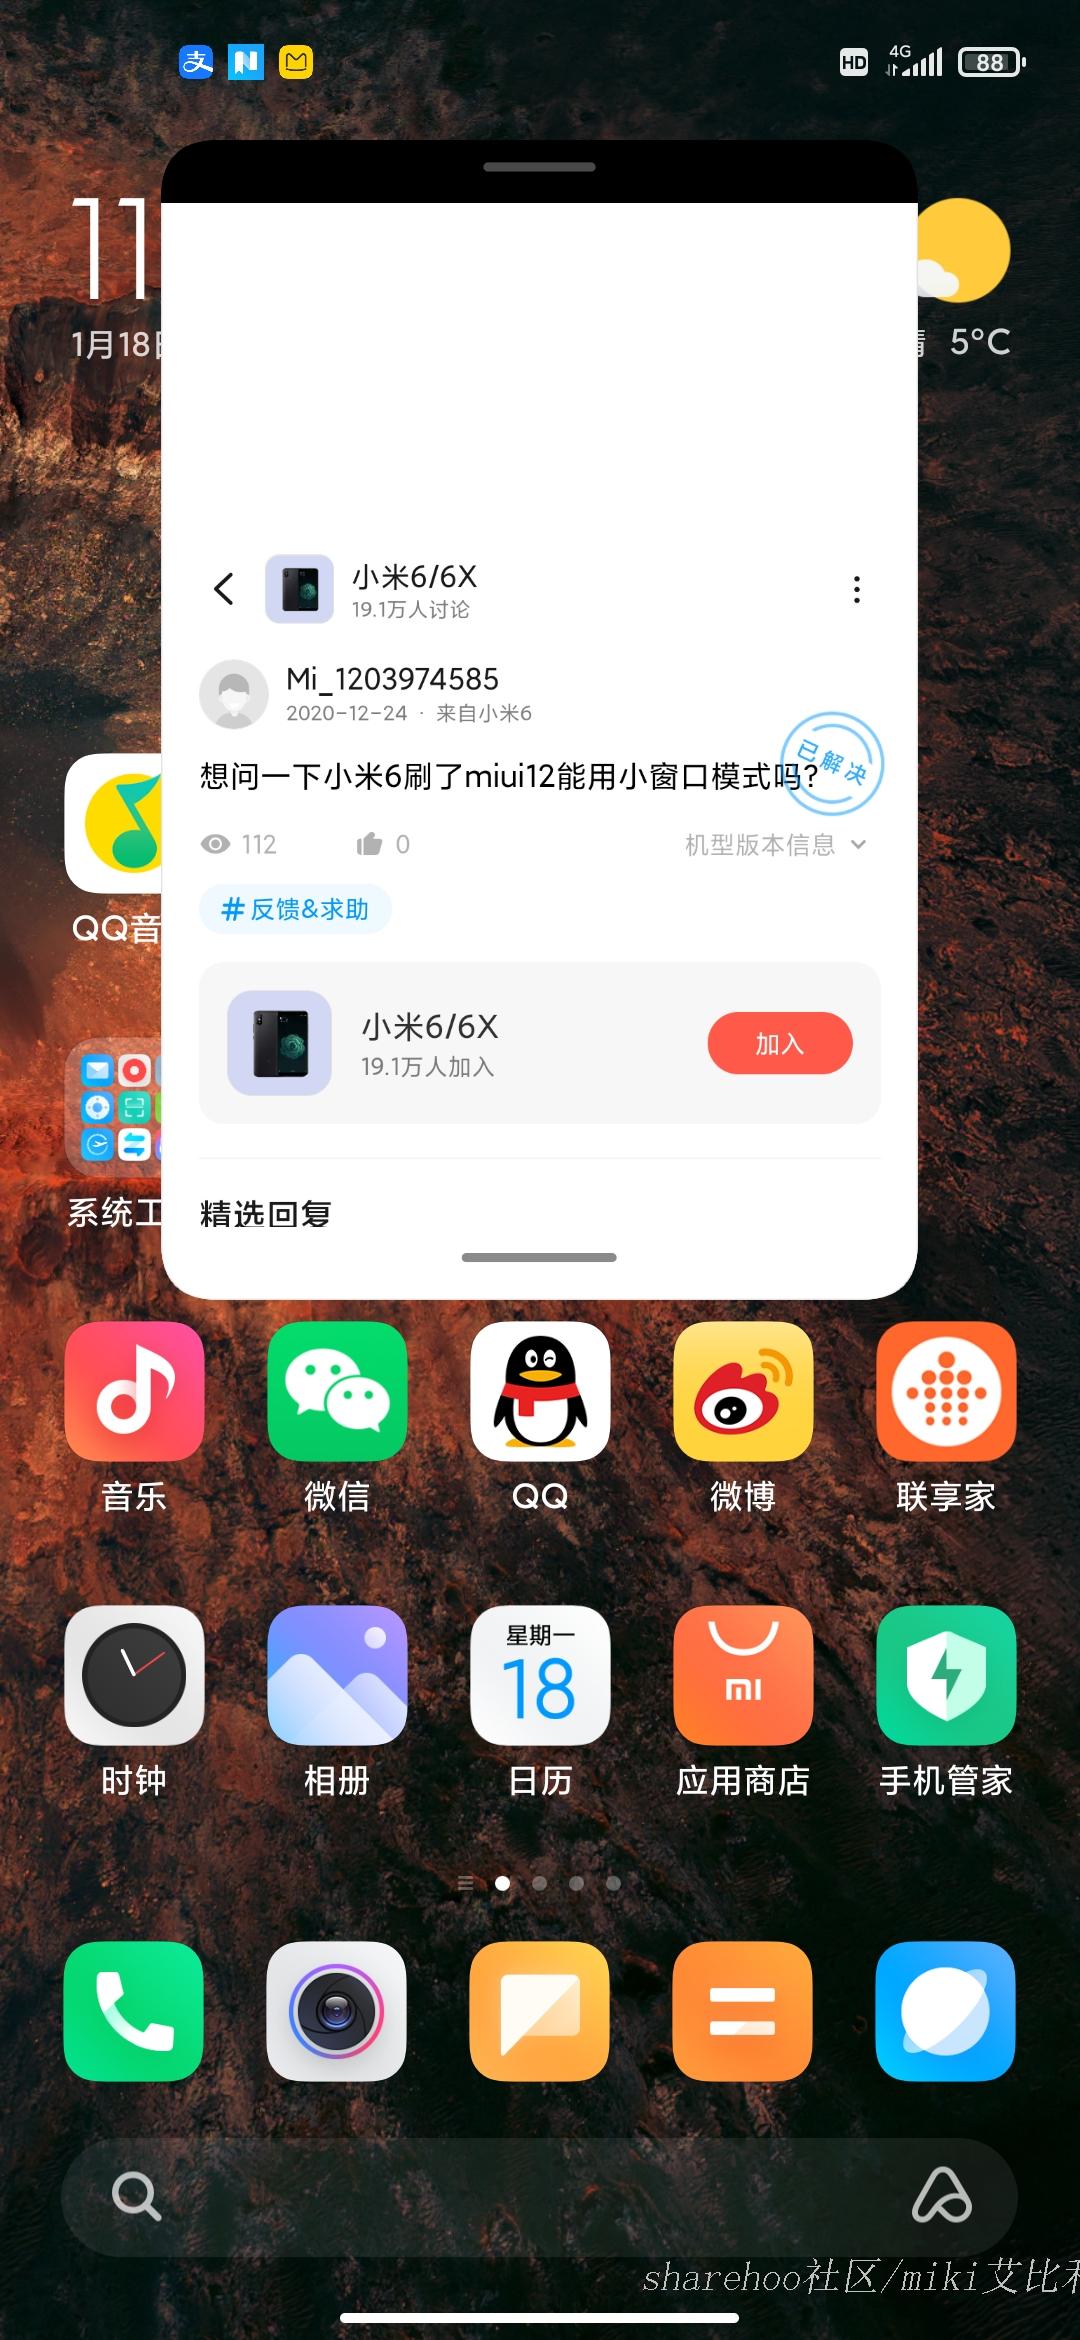 支
HD
4G
88
11
1月18日
5°C
小米6/6X
19.1万人讨论
Mi_1203974585
2020-12-24 · 来自小米6
已解决
想问一下小米6刷了miui12能用小窗口模式吗?
112
0
机型版本信息
#反馈&求助
小米6/6X
19.1万人加入
加入
精选回复
QQ音
系统工
音乐
微信
QQ
微博
联享家
星期一
18
mi
时钟
相册
日历
应用商店
手机管家
sharehoo社区/miki艾比利